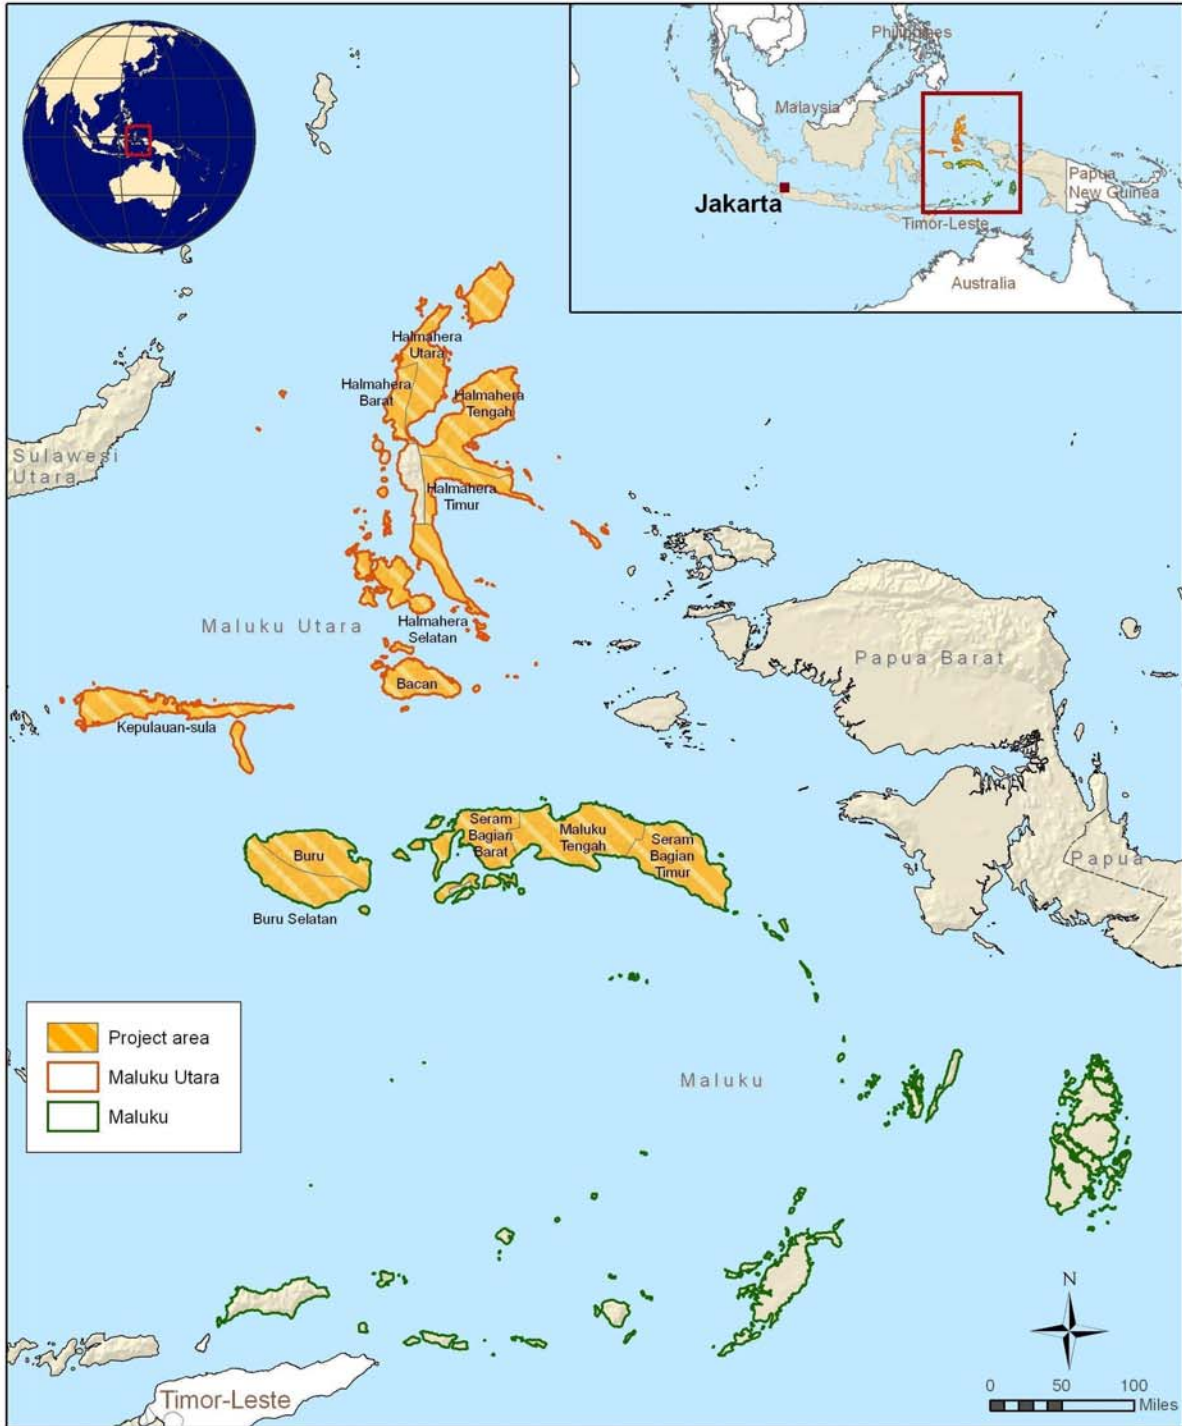 Philippines
Malaysia
Papua
New Guinea
Jakarta
Timor-Leste
Australia
Halmahera
Utara
Halmahera
Barat
Halmahera
Tengah
Sulawesi
Utara
Halmahera
Timur
Maluku Utara
Halmahera
Selatan
Papua Barat
Bacan
Kepulauan-sula
Seram
Bagian
Barat
Maluku
Tengah
Seram
Bagian
Timur
Buru
Papua
Buru Selatan
Project area
Maluku Utara
Maluku
Maluku
N
Timor-Leste
0 50 100
Miles